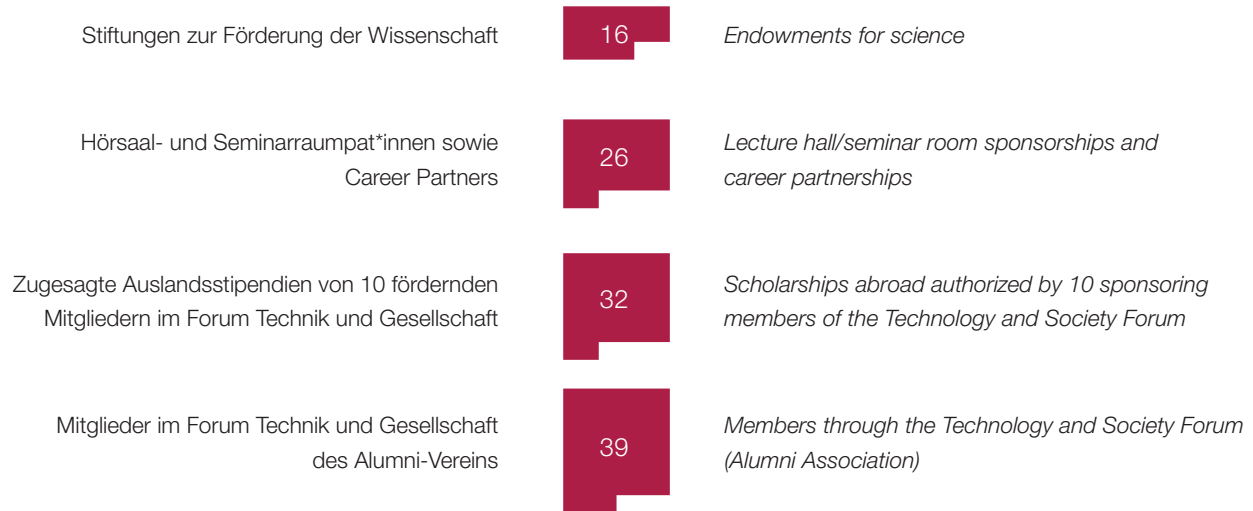 Stiftungen zur Förderung der Wissenschaft
16
Endowments for science
Hörsaal- und Seminarraumpat*innen sowie
Career Partners
26
Lecture hall/seminar room sponsorships and
career partnerships
Zugesagte Auslandsstipendien von 10 fördernden
Mitgliedern im Forum Technik und Gesellschaft
32
Scholarships abroad authorized by 10 sponsoring
members of the Technology and Society Forum
Mitglieder im Forum Technik und Gesellschaft
des Alumni-Vereins
39
Members through the Technology and Society Forum
(Alumni Association)